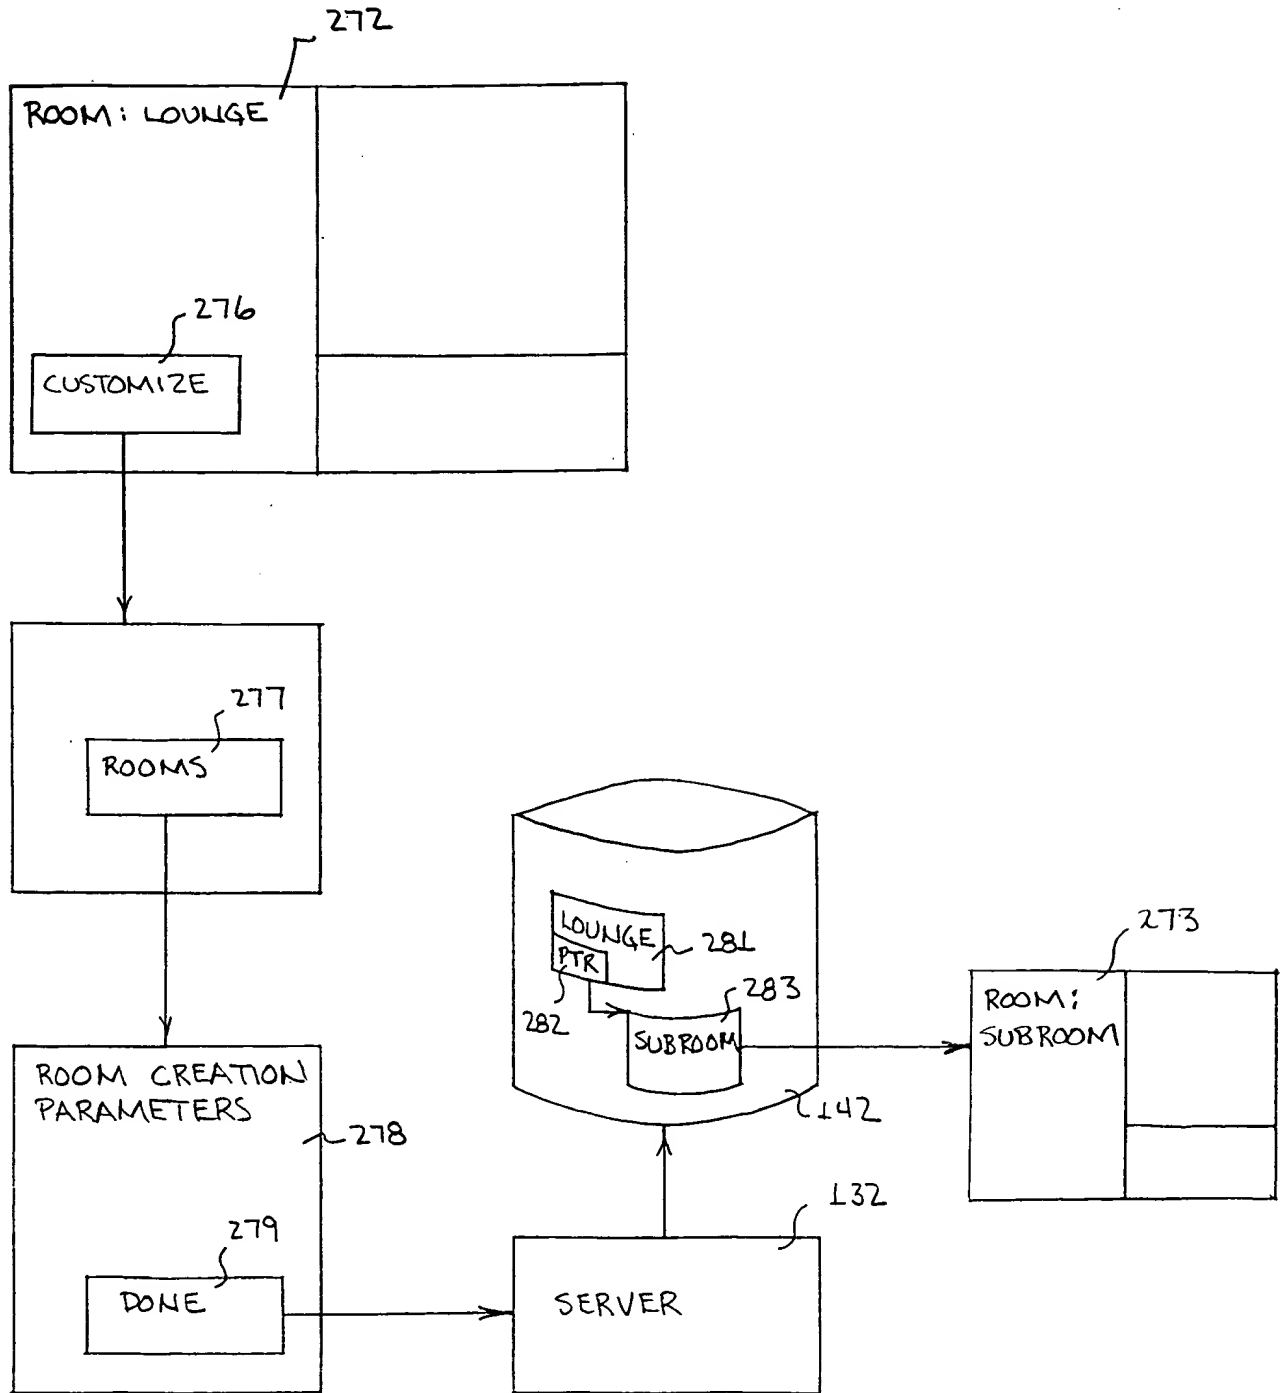 272
ROOM: LOUNGE
276
CUSTOMIZE
277
ROOMS
LOUNGE
281
PTR
282
283
SUBROOM
142
273
ROOM:
SUBROOM
ROOM CREATION
PARAMETERS
278
279
DONE
132
SERVER